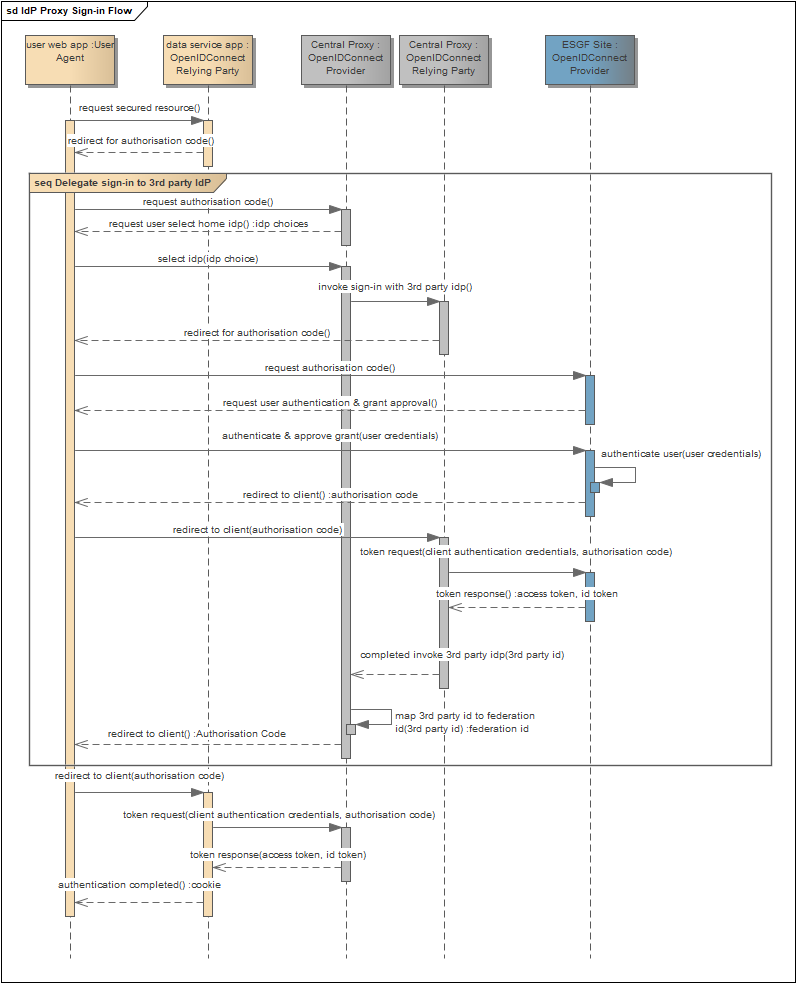 sd IdP Proxy Sign-in Flow
user web app :User
Agent
data service app :
OpenIDConnect
Relying Party
Central Proxy :
OpenIDConnect
Provider
Central Proxy :
OpenIDConnect
Relying Party
ESGF Site :
OpenIDConnect
Provider
request secured resource()
redirect for authorisation code()
seq Delegate sign-in to 3rd party IdP
request authorisation code()
request user select home idp() :idp choices
select idp(idp choice)
invoke sign-in with 3rd party idp()
redirect for authorisation code()
request authorisation code()
request user authentication & grant approval()
authenticate & approve grant(user credentials)
authenticate user(user credentials)
redirect to client() :authorisation code
redirect to client(authorisation code)
token request(client authentication credentials, authorisation code)
token response() :access token, id token
completed invoke 3rd party idp(3rd party id)
map 3rd party id to federation
id(3rd party id) :federation id
redirect to client() :Authorisation Code
redirect to client(authorisation code)
token request(client authentication credentials, authorisation code)
token response(access token, id token)
authentication completed() :cookie